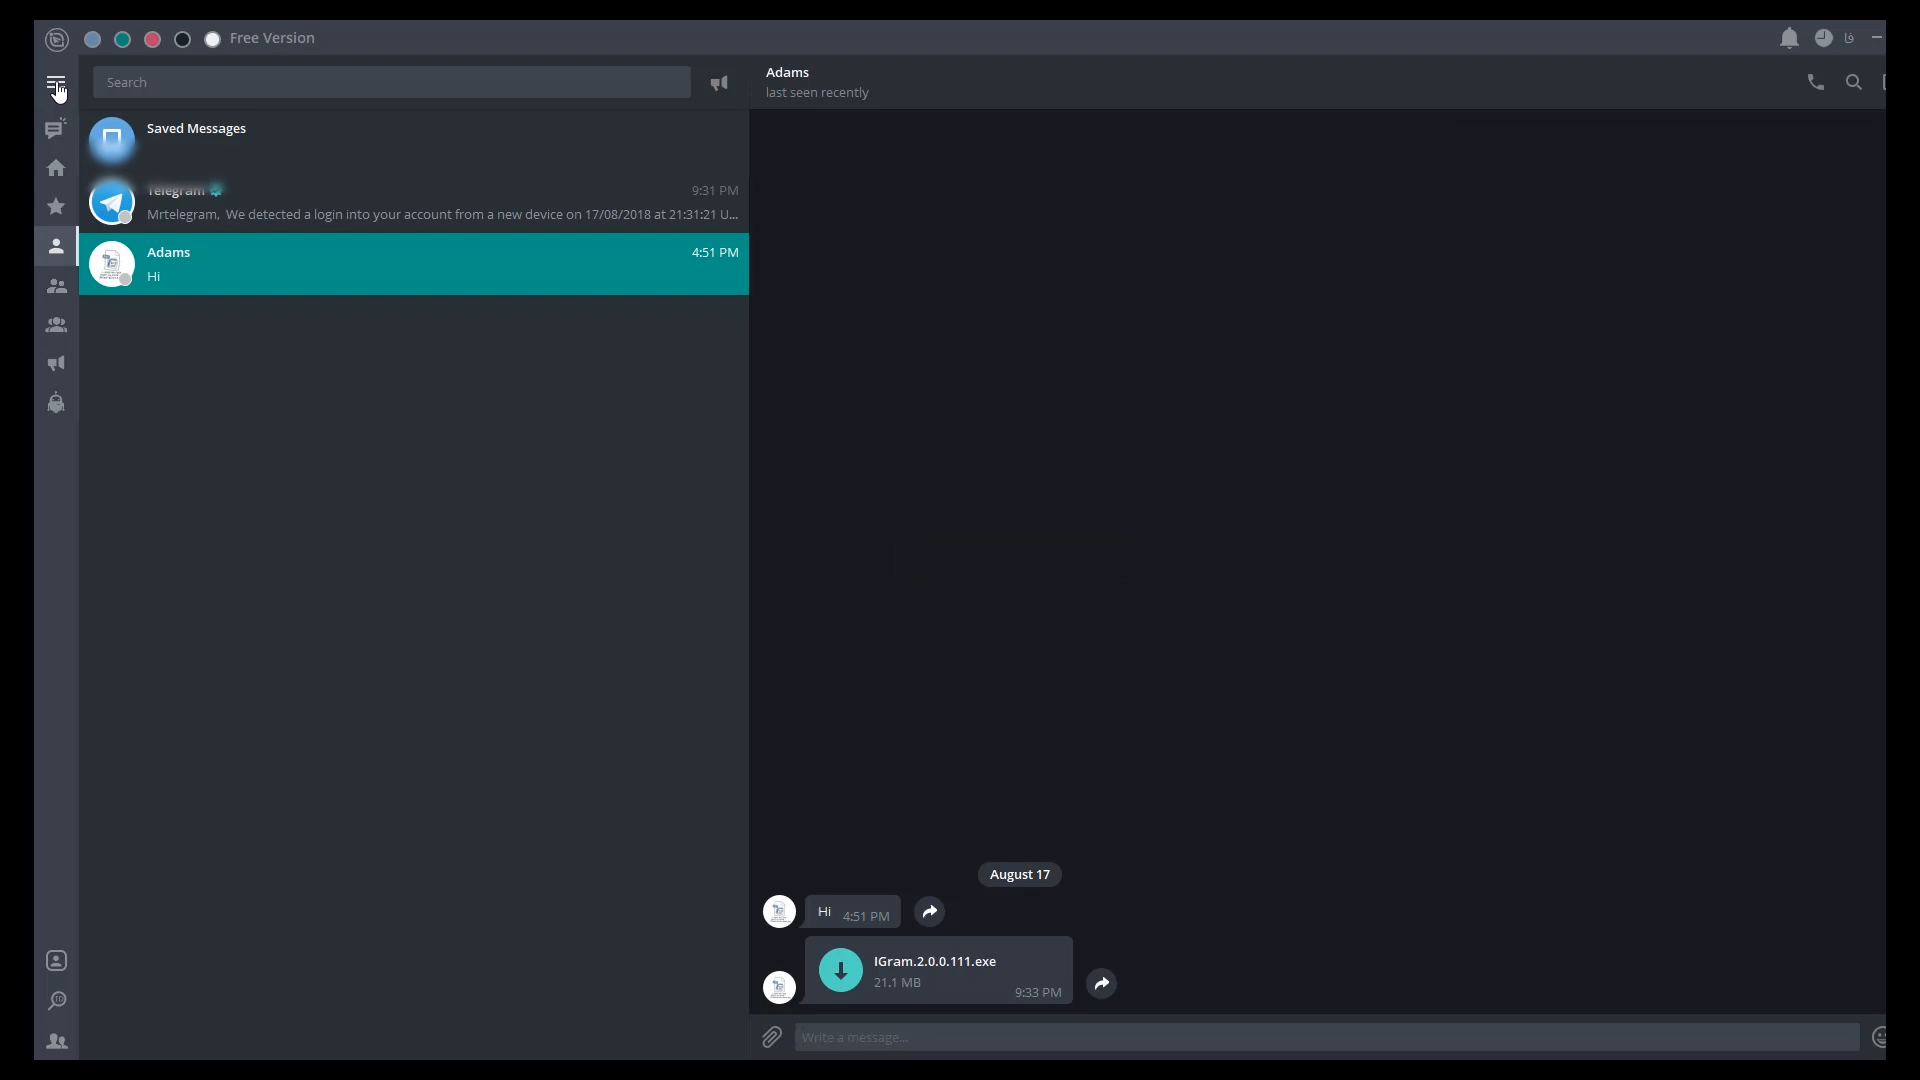 Free Version
فا
Search
Adams
last seen recently
Saved Messages
Telegram
9:31 PM
Mrtelegram, We detected a login into your account from a new device on 17/08/2018 at 21:31:21 U...
Adams
4:51 PM
Hi
August 17
Hi
4:51 PM
IGram.2.0.0.111.exe
21.1 MB
9:33 PM
Write a message...